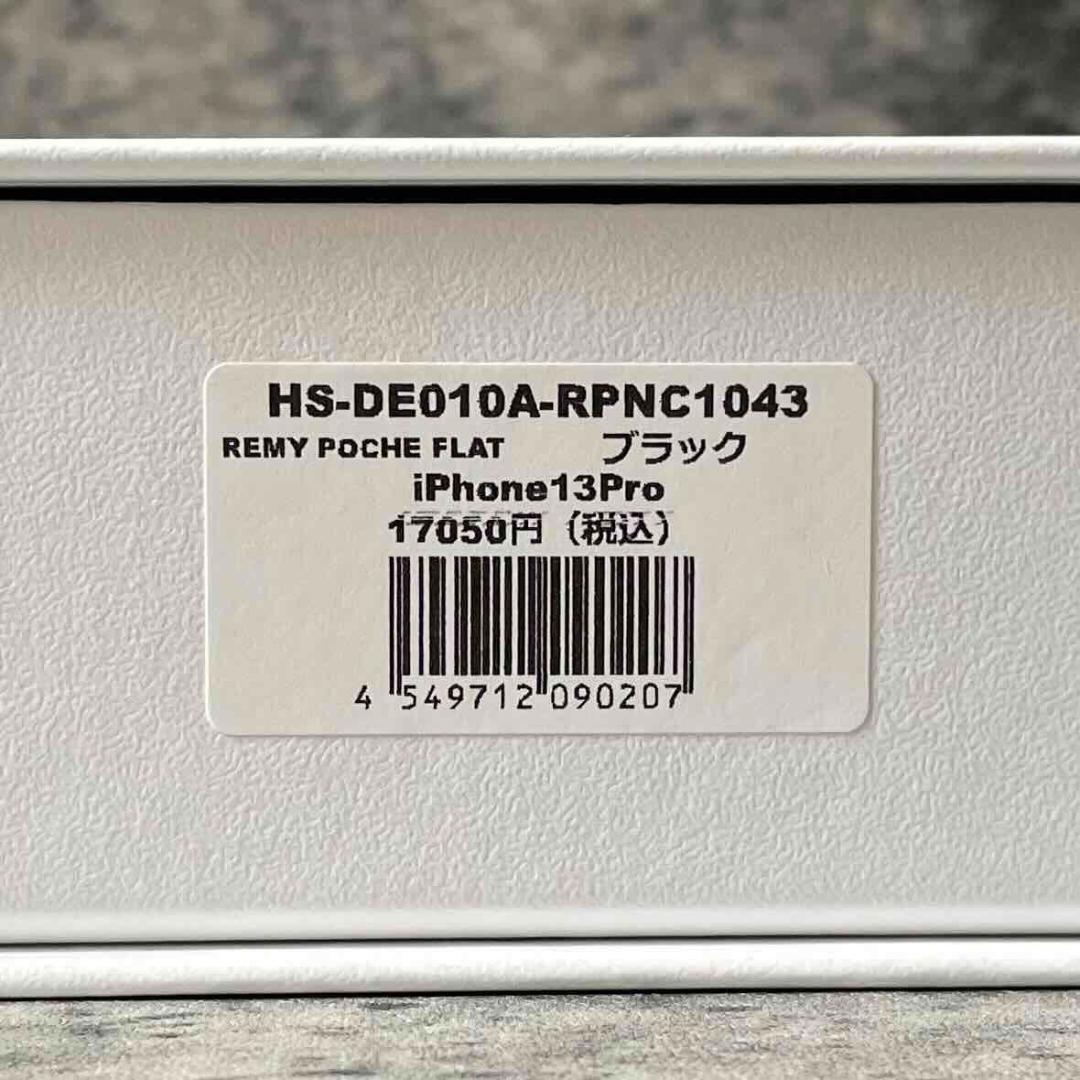 HS-DE010A-RPNC1043
REMY POCHE FLAT ブラック
iPhone13Pro
17050円（税込）
4 549712 090207